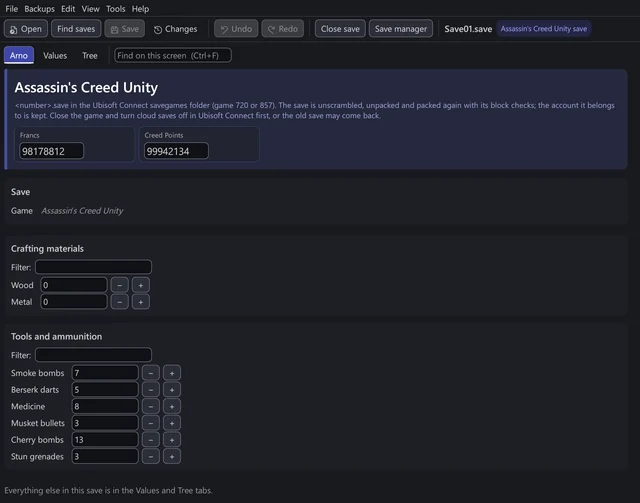 File Backups Edit View Tools Help
Open Find saves Save Changes Undo Redo Close save Save manager Save01.save Assassin's Creed Unity save
Arno Values Tree Find on this screen (Ctrl+F)
Assassin's Creed Unity
<number>.save in the Ubisoft Connect savegames folder (game 720 or 857). The save is unscrambled, unpacked and packed again with its block checks; the account it belongs
to is kept. Close the game and turn cloud saves off in Ubisoft Connect first, or the old save may come back.
Francs Creed Points
98178812 99942134
Save
Game Assassin's Creed Unity
Crafting materials
Filter:
Wood 0 − +
Metal 0 − +
Tools and ammunition
Filter:
Smoke bombs 7 − +
Berserk darts 5 − +
Medicine 8 − +
Musket bullets 3 − +
Cherry bombs 13 − +
Stun grenades 3 − +
Everything else in this save is in the Values and Tree tabs.